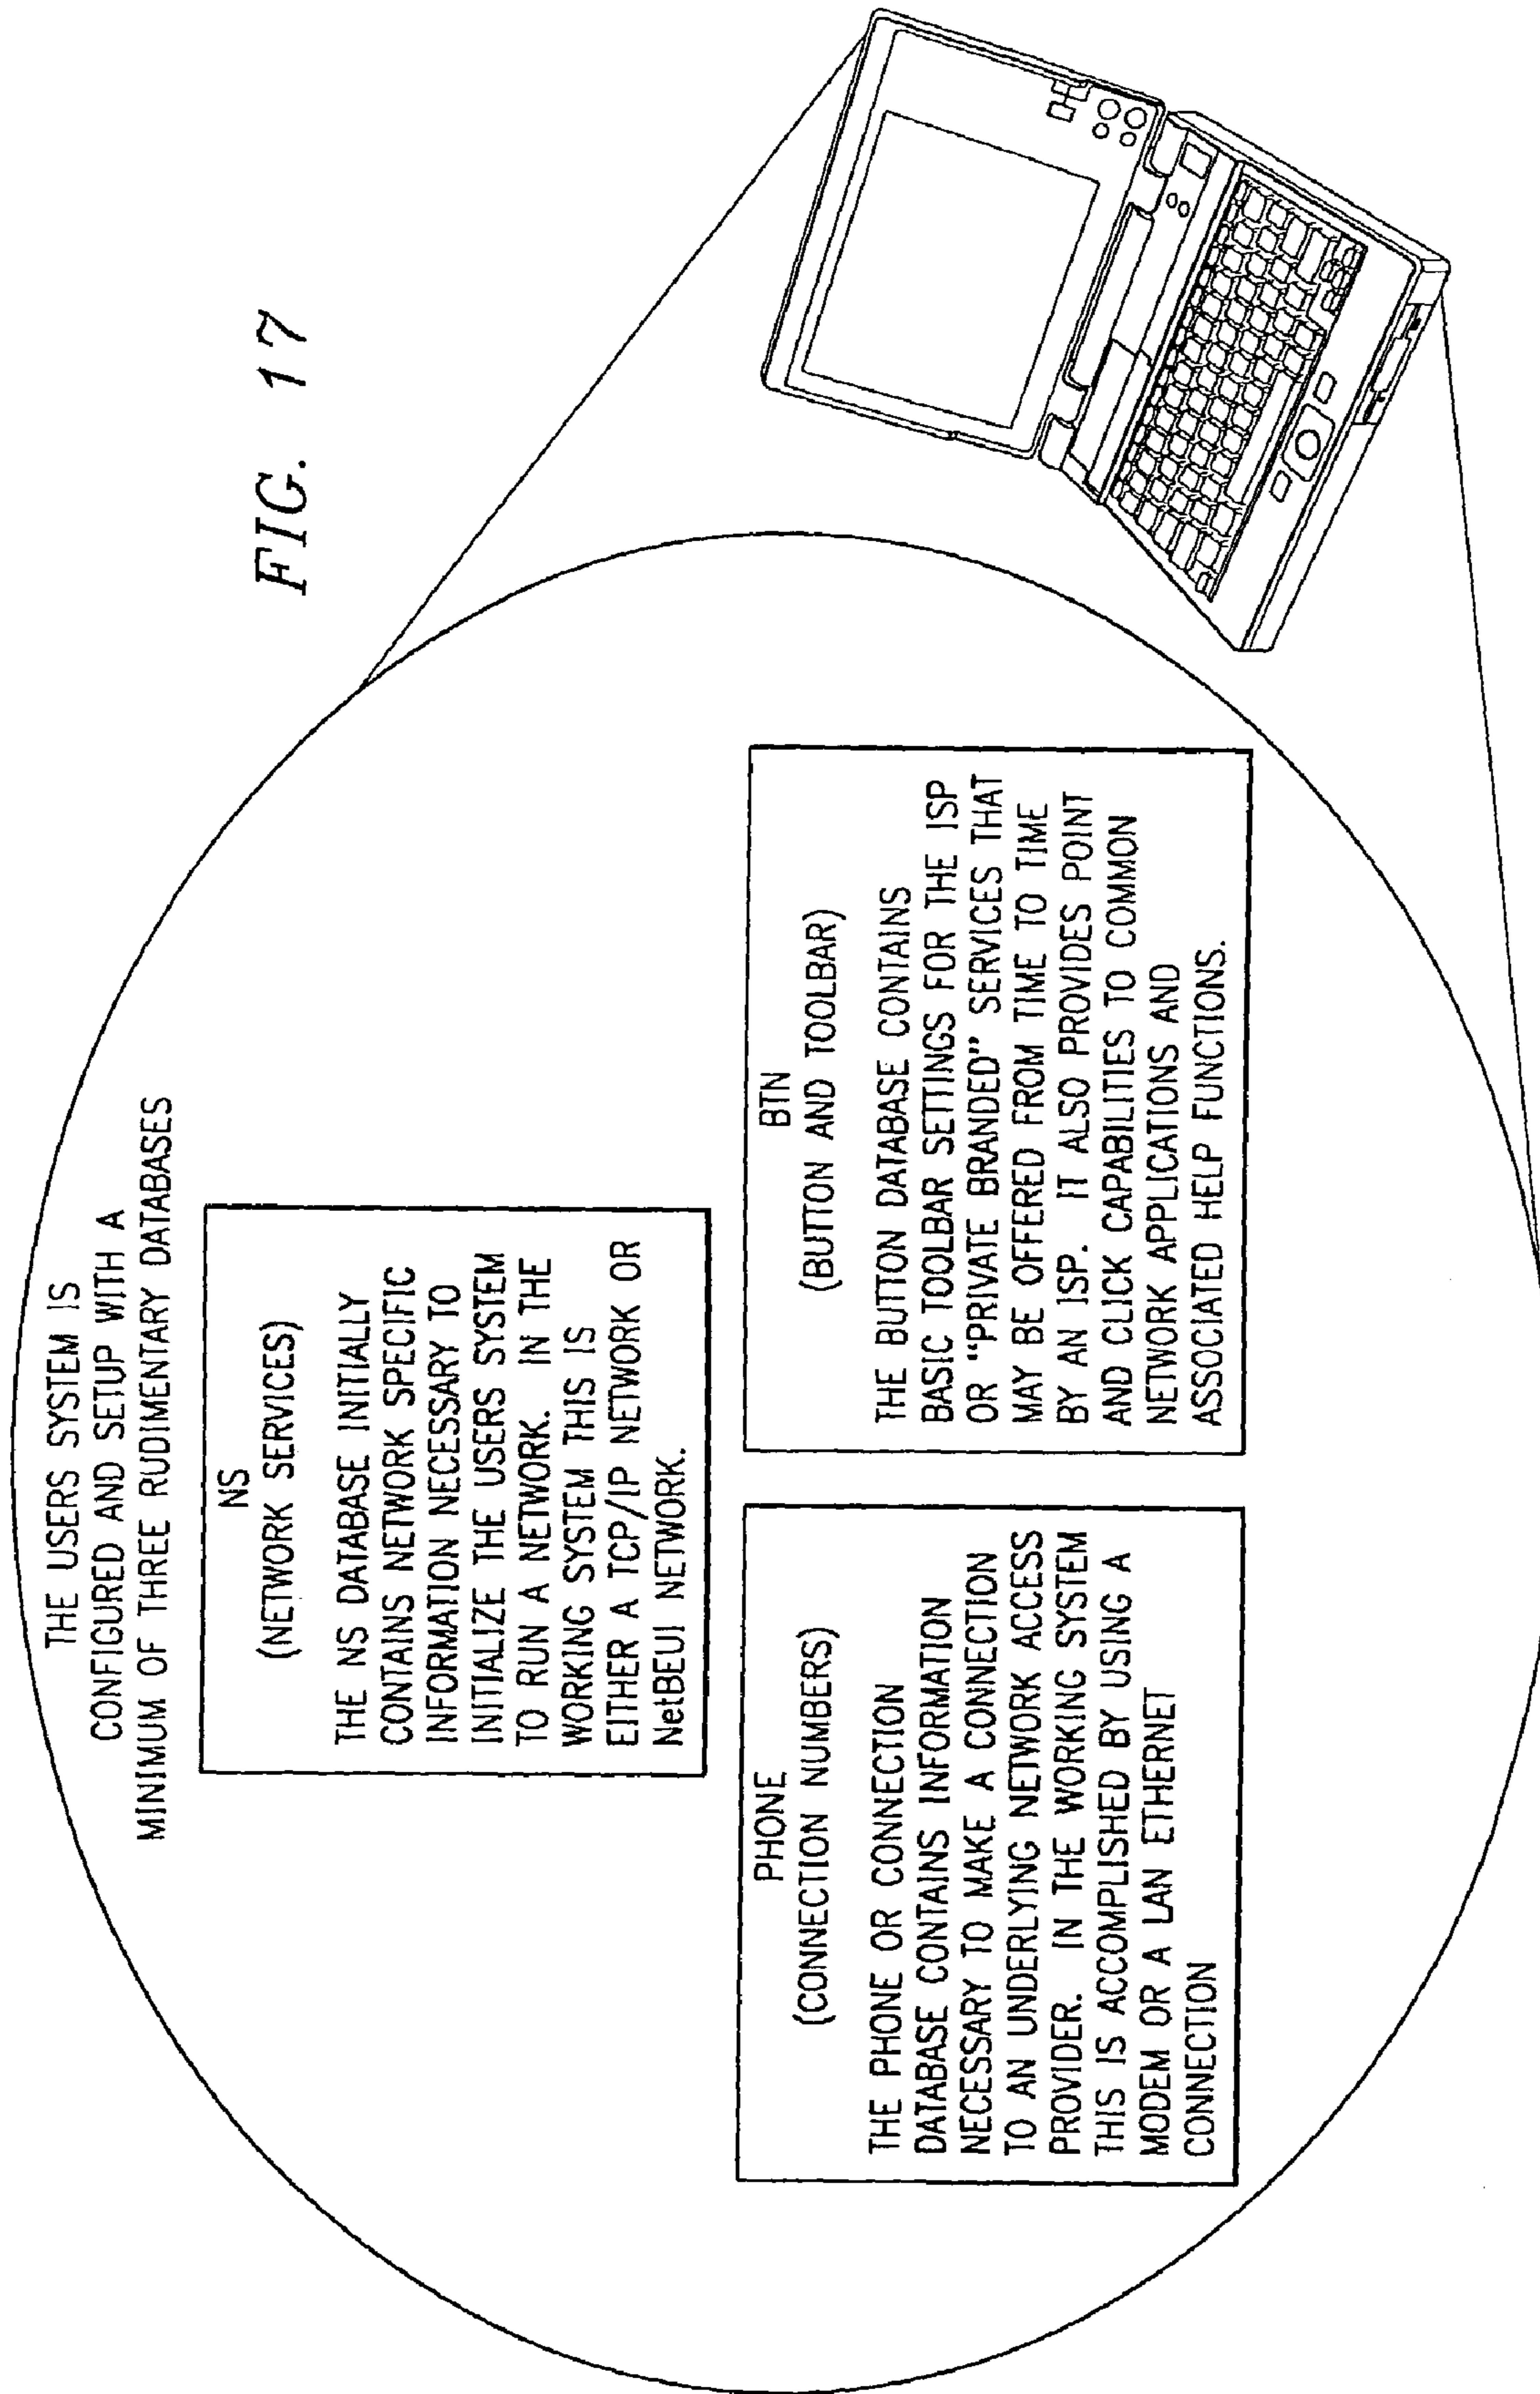 FIG. 17
THE USERS SYSTEM IS
CONFIGURED AND SETUP WITH A
MINIMUM OF THREE RUDIMENTARY DATABASES
NS
(NETWORK SERVICES)
THE NS DATABASE INITIALLY
CONTAINS NETWORK SPECIFIC
INFORMATION NECESSARY TO
INITIALIZE THE USERS SYSTEM
TO RUN A NETWORK. IN THE
WORKING SYSTEM THIS IS
EITHER A TCP/IP NETWORK OR
NetBEUI NETWORK.
PHONE
(CONNECTION NUMBERS)
THE PHONE OR CONNECTION
DATABASE CONTAINS INFORMATION
NECESSARY TO MAKE A CONNECTION
TO AN UNDERLYING NETWORK ACCESS
PROVIDER. IN THE WORKING SYSTEM
THIS IS ACCOMPLISHED BY USING A
MODEM OR A LAN ETHERNET
CONNECTION
BTN
(BUTTON AND TOOLBAR)
THE BUTTON DATABASE CONTAINS
BASIC TOOLBAR SETTINGS FOR THE ISP
OR "PRIVATE BRANDED" SERVICES THAT
MAY BE OFFERED FROM TIME TO TIME
BY AN ISP. IT ALSO PROVIDES POINT
AND CLICK CAPABILITIES TO COMMON
NETWORK APPLICATIONS AND
ASSOCIATED HELP FUNCTIONS.